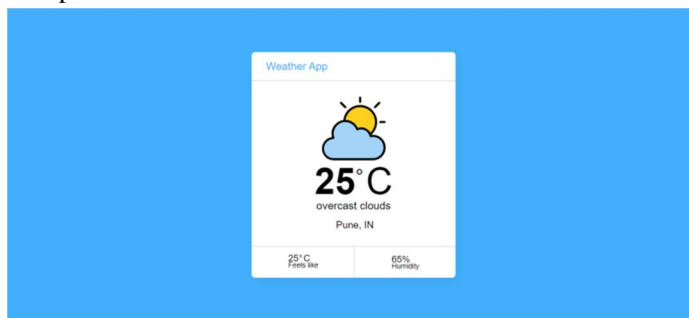 Weather App
25°C
overcast clouds
Pune, IN
25°C
Feels like
65%
Humidity